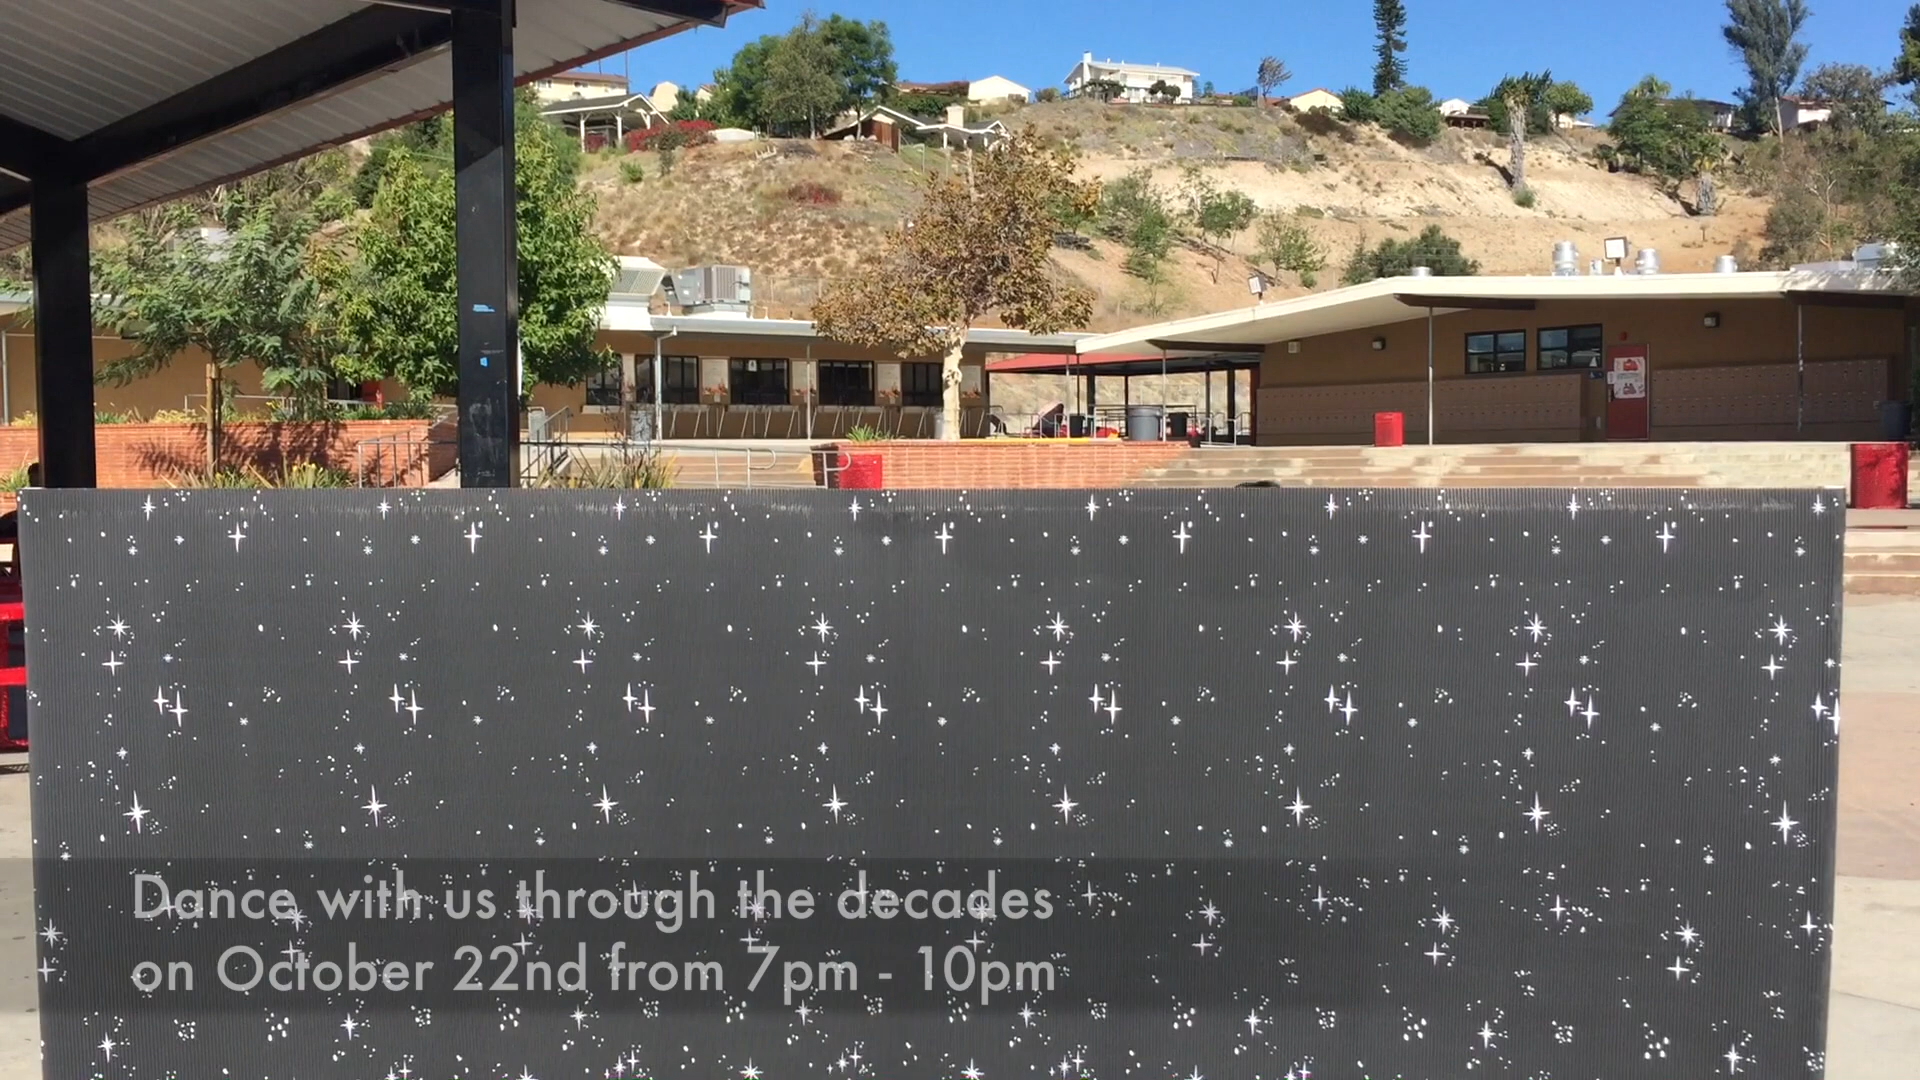 Dance with us through the decades
on October 22nd from 7pm - 10pm